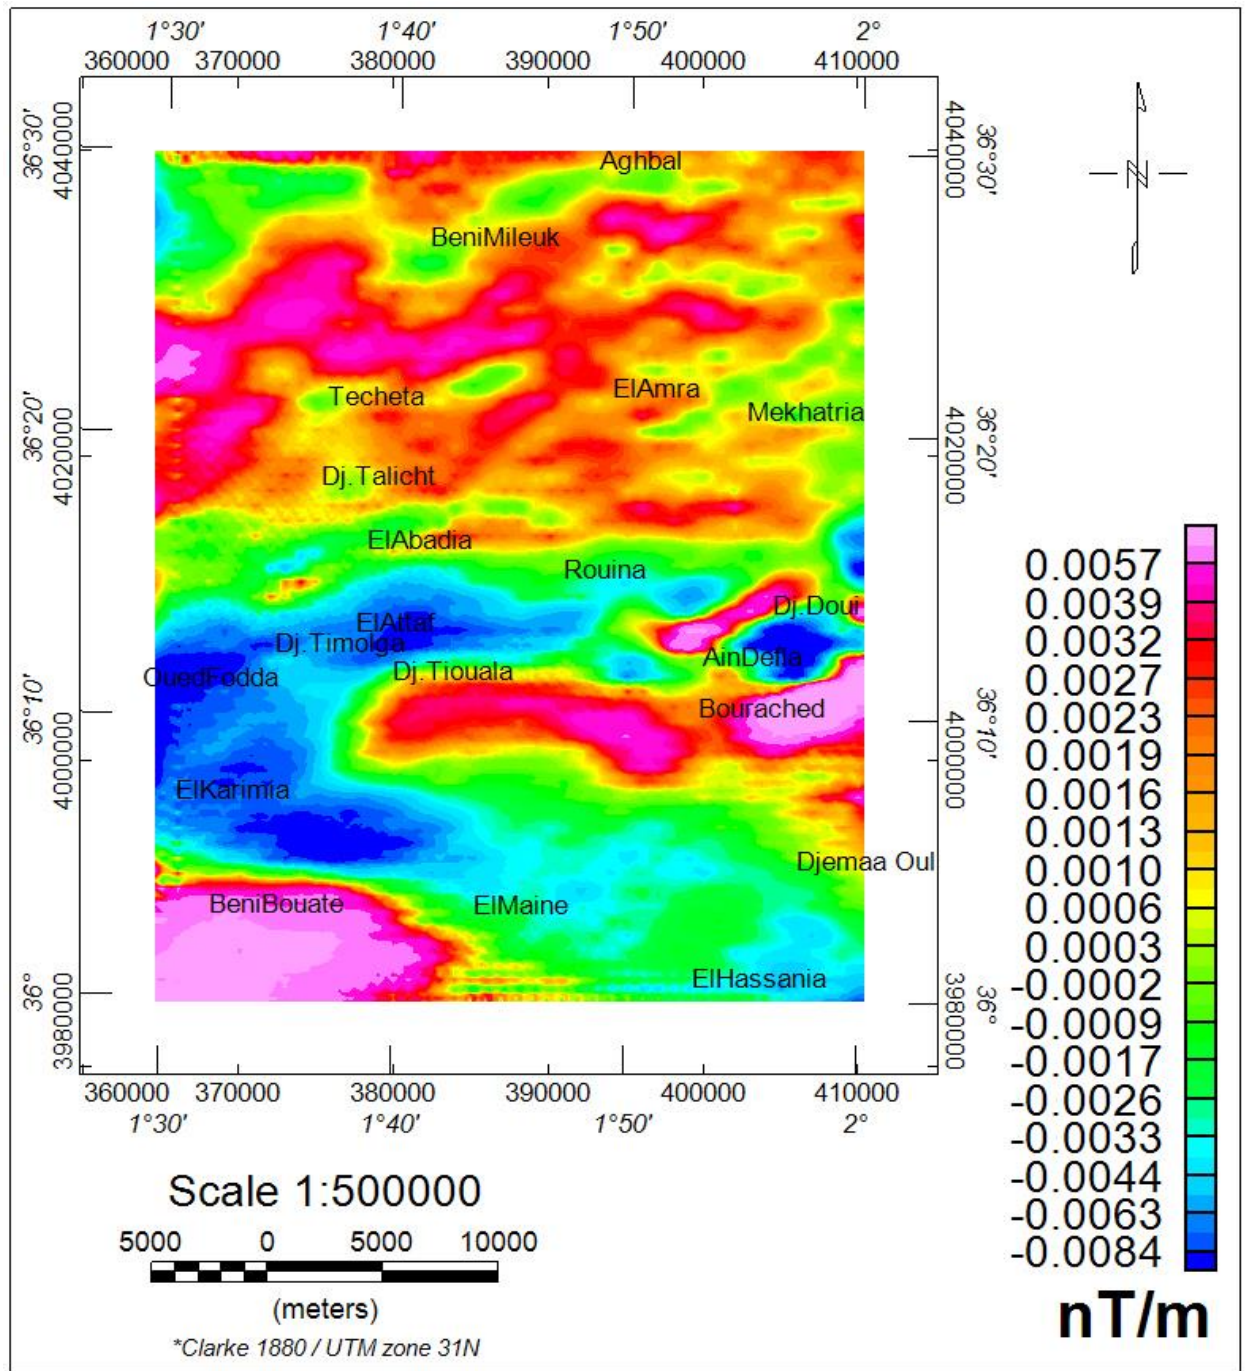 1°30' 1°40' 1°50' 2°
360000 370000 380000 390000 400000 410000
36°30' 4040000 4040000 36°30'
Aghbal
BeniMileuk
Techeta ElAmra
Mekhatria
36°20' 4020000 4020000 36°20'
Dj.Talicht
ElAbadia
Rouina
Dj.Doui
ElAttaf
Dj.Timolga
AinDefla
OuedFodda Dj.Tiouala
Bourached
36°10' 4000000 4000000 36°10'
ElKarimia
Djemaa Oul
BeniBouate ElMaine
ElHassania
36° 3980000 3980000 36°
360000 370000 380000 390000 400000 410000
1°30' 1°40' 1°50' 2°
N
0.0057
0.0039
0.0032
0.0027
0.0023
0.0019
0.0016
0.0013
0.0010
0.0006
0.0003
-0.0002
-0.0009
-0.0017
-0.0026
-0.0033
-0.0044
-0.0063
-0.0084
nT/m
Scale 1:500000
5000 0 5000 10000
(meters)
*Clarke 1880 / UTM zone 31N